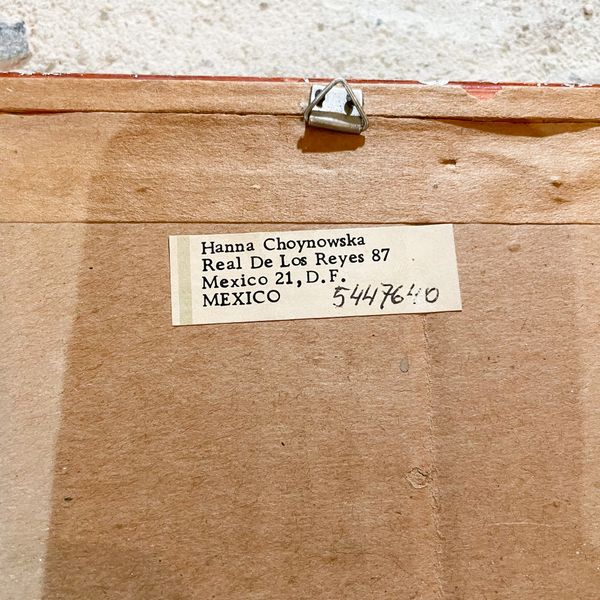 Hanna Choynowska
Real De Los Reyes 87
Mexico 21, D.F.
MEXICO 5447640